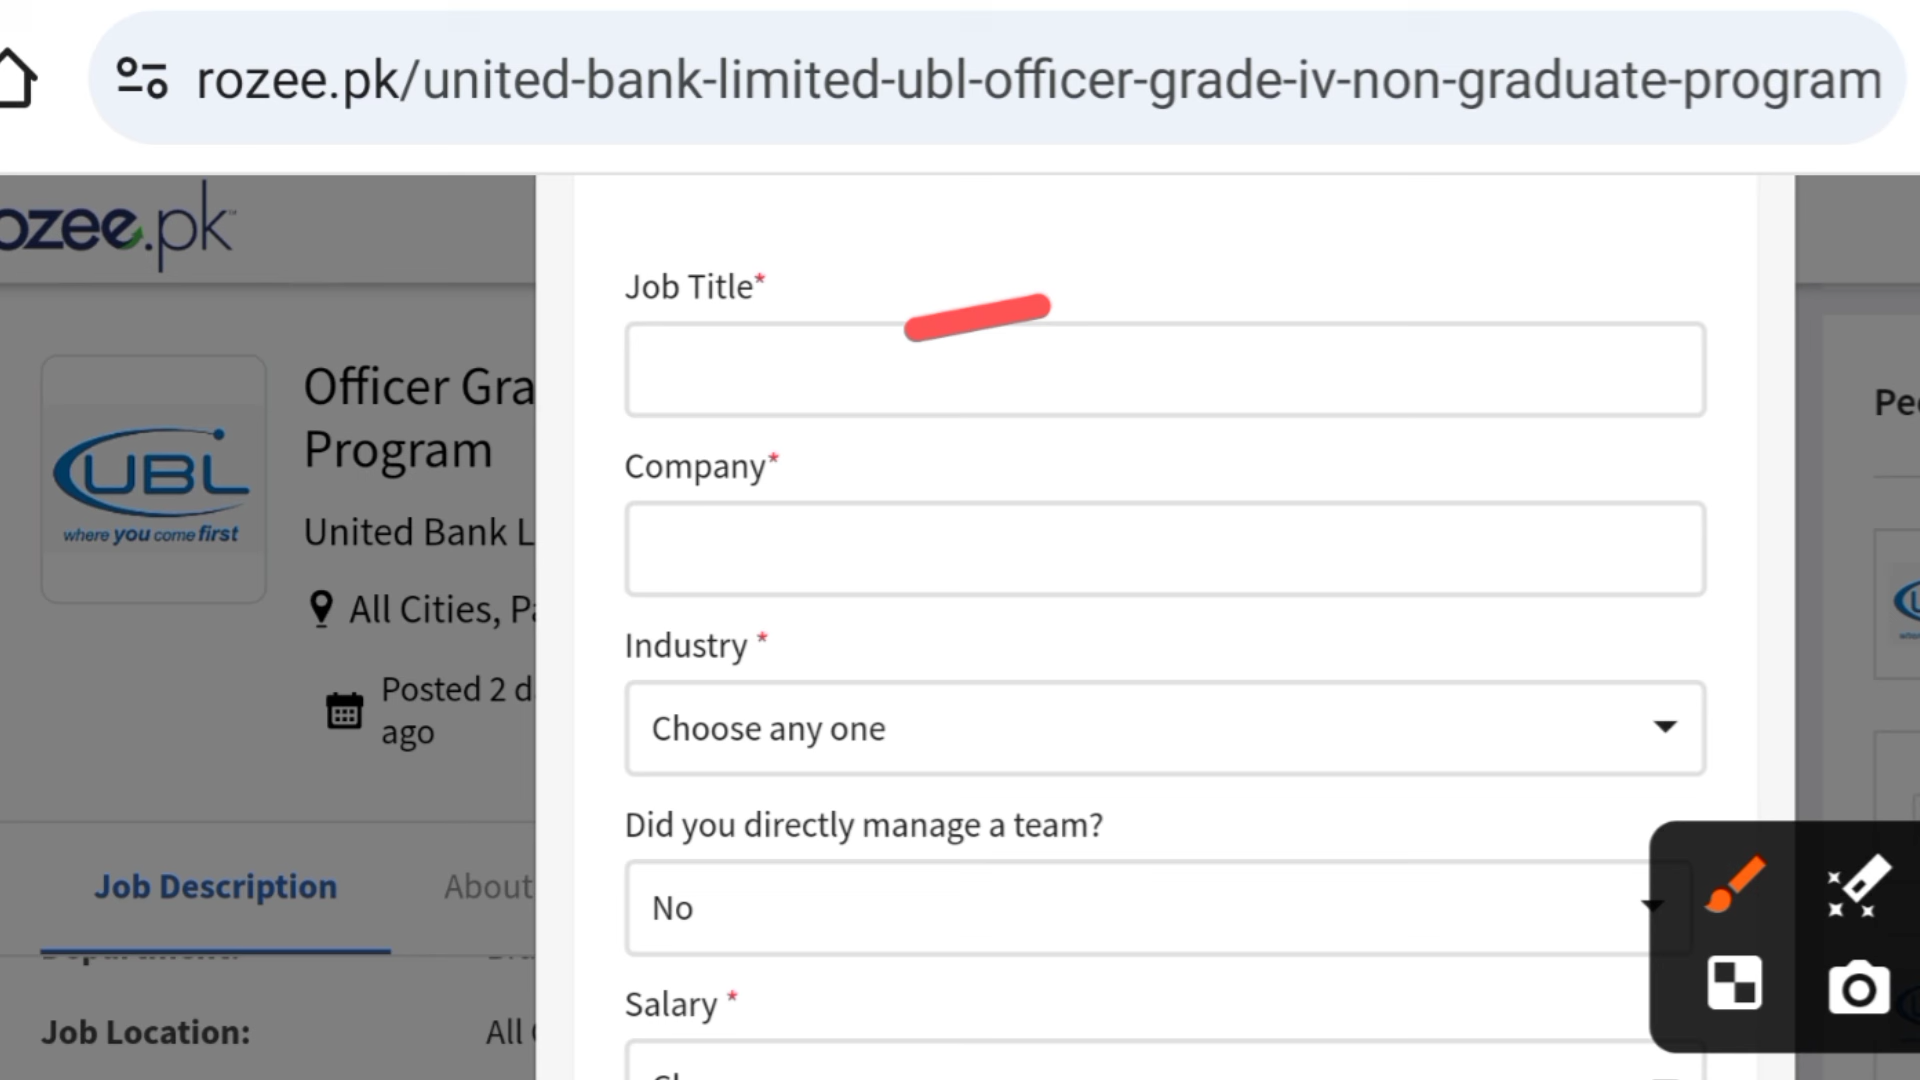 rozee.pk/united-bank-limited-ubl-officer-grade-iv-non-graduate-program
ozee.pk
Officer Gra
Program
UBL
where you come first
United Bank L
All Cities, Pa
Posted 2 d
ago
Job Description
About
Job Location:
All
Job Title*
Company*
Industry *
Choose any one
Did you directly manage a team?
No
Salary *